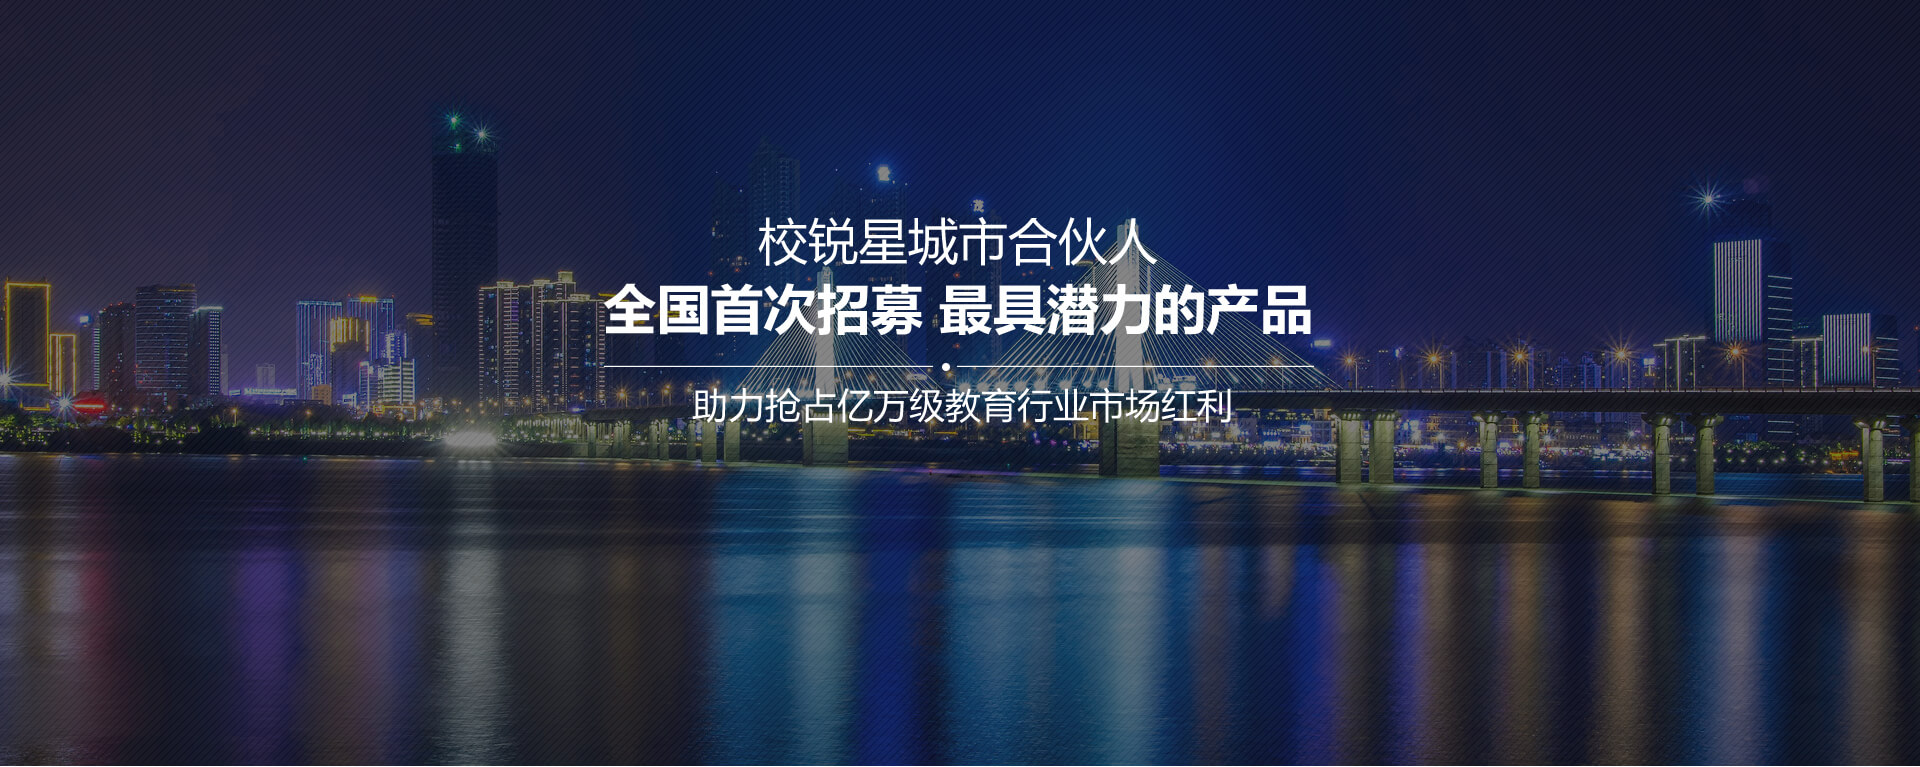 茂
校锐星城市合伙人
全国首次招募 最具潜力的产品
助力抢占亿万级教育行业市场红利